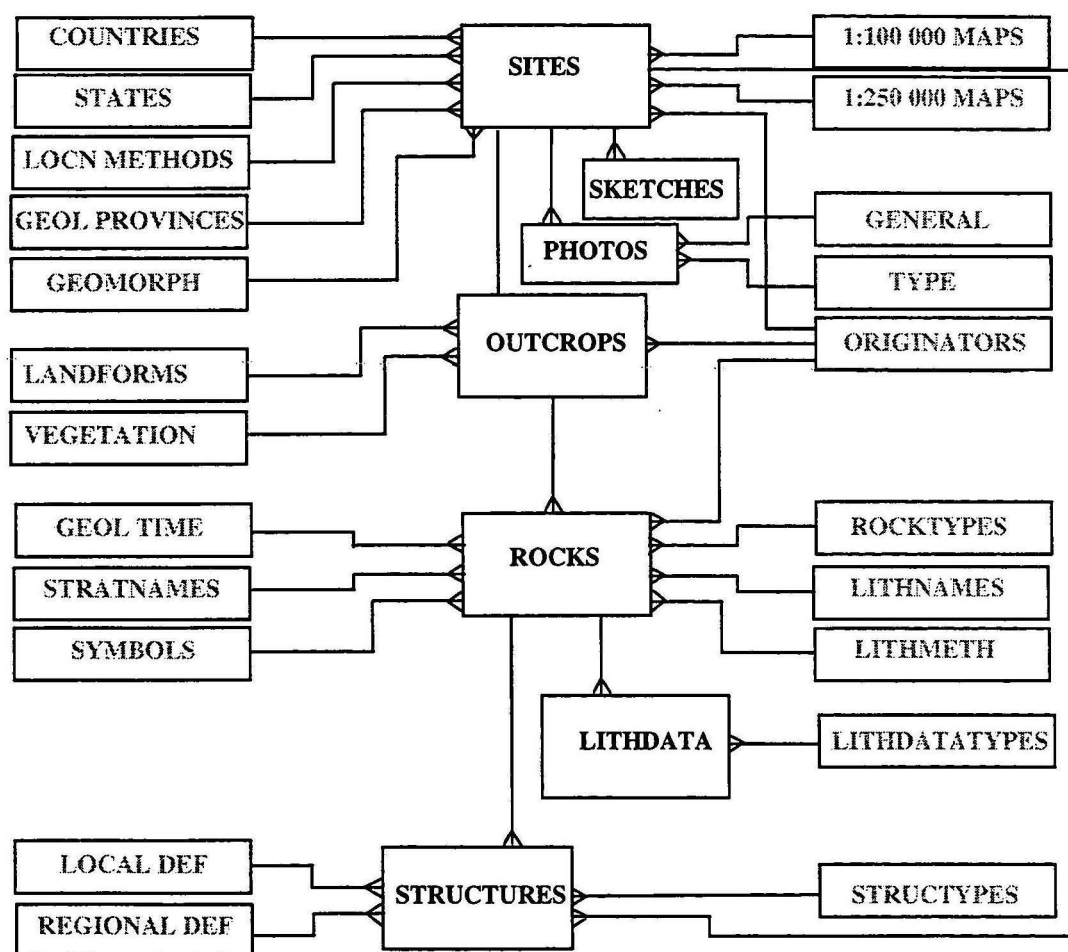 COUNTRIES
STATES
LOCN METHODS
GEOL PROVINCES
GEOMORPH
SITES
1:100 000 MAPS
1:250 000 MAPS
SKETCHES
PHOTOS
GENERAL
TYPE
ORIGINATORS
OUTCROPS
LANDFORMS
VEGETATION
GEOL TIME
STRATNAMES
SYMBOLS
ROCKS
ROCKTYPES
LITHNAMES
LITHMETH
LITHDATA
LITHDATATYPES
LOCAL DEF
REGIONAL DEF
STRUCTURES
STRUCTYPES